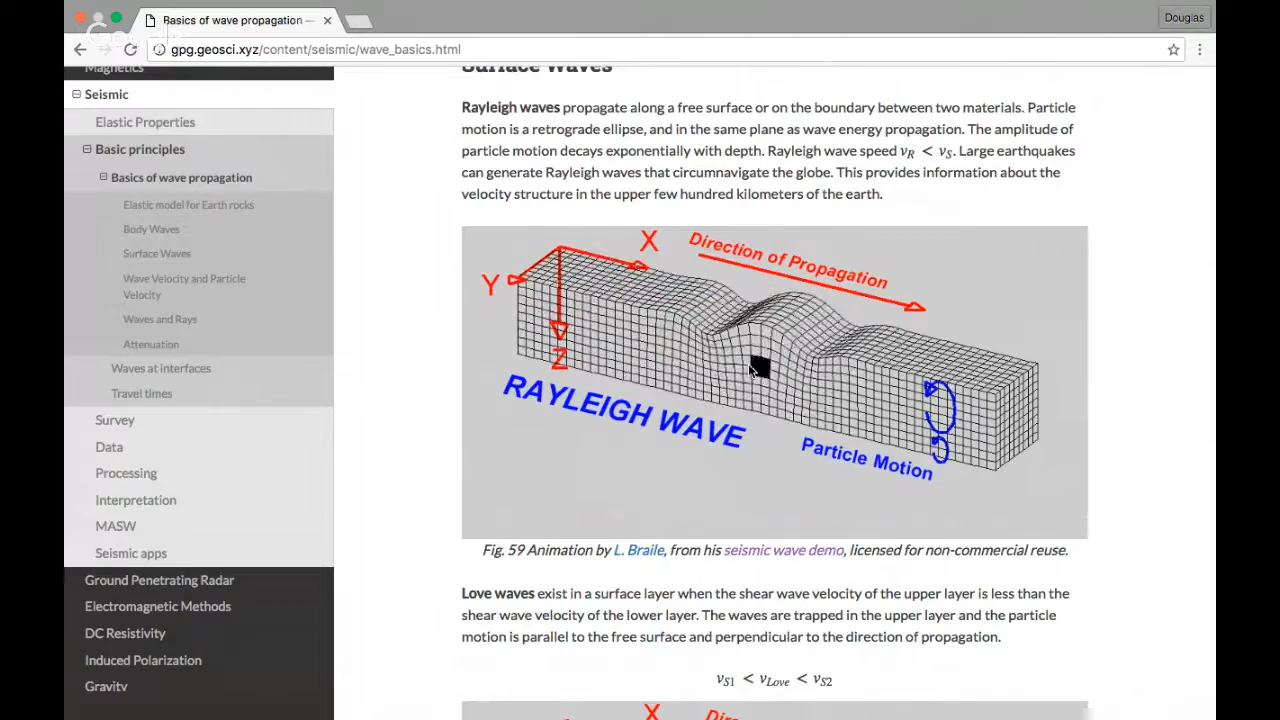 Basics of wave propagation —
Douglas
gpg.geosci.xyz/content/seismic/wave_basics.html
Magnetics
Seismic
Elastic Properties
Basic principles
Basics of wave propagation
Elastic model for Earth rocks
Body Waves
Surface Waves
Wave Velocity and Particle
Velocity
Waves and Rays
Attenuation
Waves at interfaces
Travel times
Survey
Data
Processing
Interpretation
MASW
Seismic apps
Ground Penetrating Radar
Electromagnetic Methods
DC Resistivity
Induced Polarization
Gravity
Surface Waves
Rayleigh waves propagate along a free surface or on the boundary between two materials. Particle
motion is a retrograde ellipse, and in the same plane as wave energy propagation. The amplitude of
particle motion decays exponentially with depth. Rayleigh wave speed v_R < v_S. Large earthquakes
can generate Rayleigh waves that circumnavigate the globe. This provides information about the
velocity structure in the upper few hundred kilometers of the earth.
X
Direction of Propagation
Y
Z
RAYLEIGH WAVE
Particle Motion
Fig. 59 Animation by L. Braile, from his seismic wave demo, licensed for non-commercial reuse.
Love waves exist in a surface layer when the shear wave velocity of the upper layer is less than the
shear wave velocity of the lower layer. The waves are trapped in the upper layer and the particle
motion is parallel to the free surface and perpendicular to the direction of propagation.
v_S1 < v_Love < v_S2
X